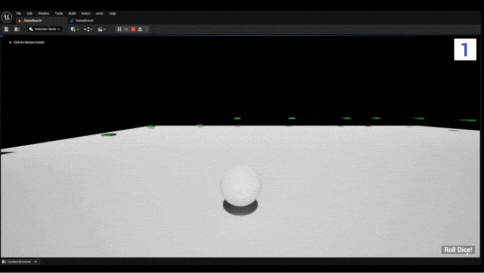 File Edit Window Tools Build Select Actor Help
Selection Mode
Click for Mouse Control
1
Roll Dice!
Content Browser